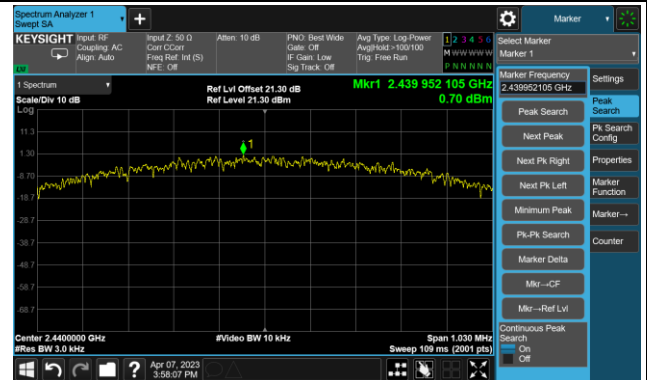 Spectrum Analyzer 1
Swept SA
+
Marker
KEYSIGHT Input: RF Input Z: 50 Ω Atten: 10 dB PNO: Best Wide Avg Type: Log-Power 1 2 3 4 5 6
Coupling: AC Corr CCorr Gate: Off Avg|Hold:>100/100 M W W W W W
Align: Auto Freq Ref: Int (S) IF Gain: Low Trig: Free Run
NFE: Off Sig Track: Off P N N N N N
Select Marker
Marker 1
Marker Frequency
2.439952105 GHz
Settings
1 Spectrum
Scale/Div 10 dB
Log
Ref Lvl Offset 21.30 dB
Ref Level 21.30 dBm
Mkr1 2.439 952 105 GHz
0.70 dBm
1
11.3
1.30
-8.70
-18.7
-28.7
-38.7
-48.7
-58.7
-68.7
Peak Search
Next Peak
Next Pk Right
Next Pk Left
Minimum Peak
Pk-Pk Search
Marker Delta
Mkr→CF
Mkr→Ref Lvl
Continuous Peak
Search
On
Off
Peak
Search
Pk Search
Config
Properties
Marker
Function
Marker→
Counter
Center 2.4400000 GHz #Video BW 10 kHz Span 1.030 MHz
#Res BW 3.0 kHz Sweep 109 ms (2001 pts)
?
Apr 07, 2023
3:58:07 PM